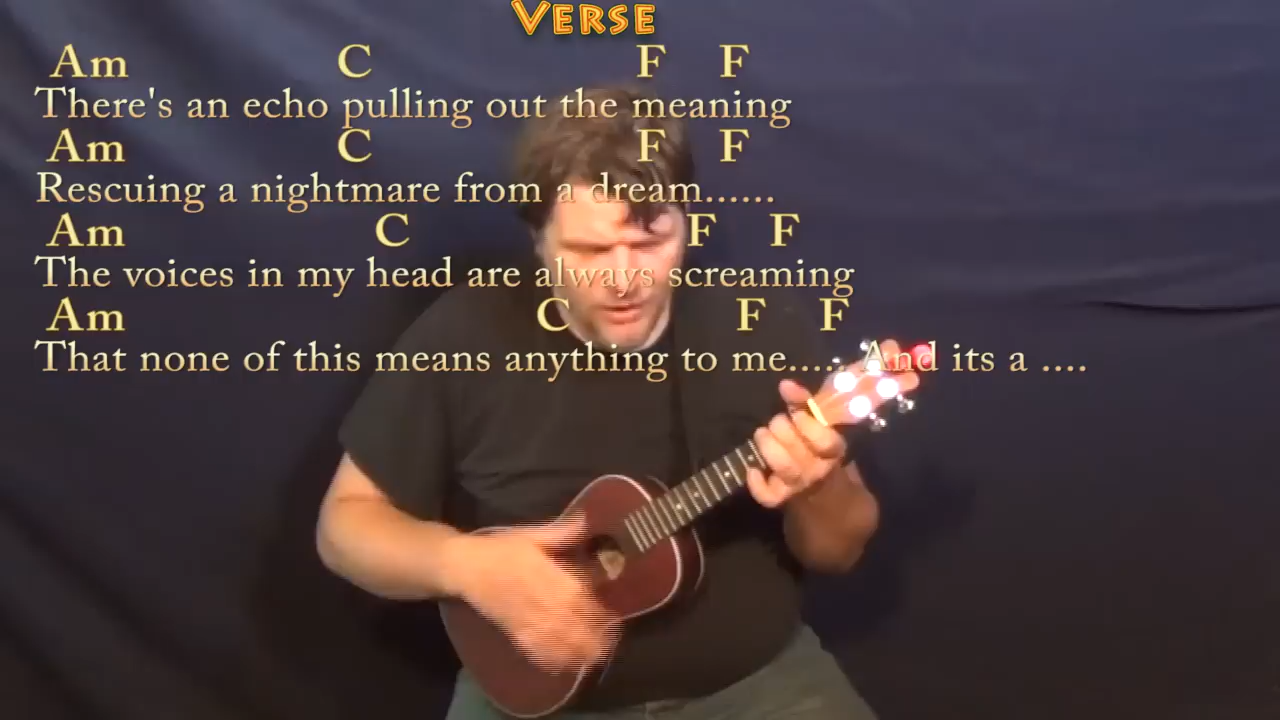 VERSE
Am C F F
There's an echo pulling out the meaning
Am C F F
Rescuing a nightmare from a dream......
Am C F F
The voices in my head are always screaming
Am C F F
That none of this means anything to me..... And its a ....